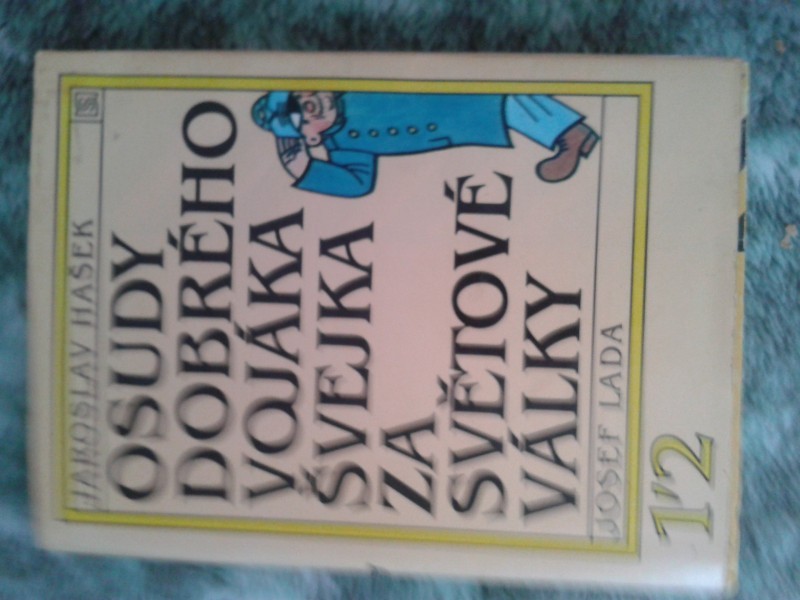 JAROSLAV HAŠEK
OSUDY
DOBRÉHO
VOJÁKA
ŠVEJKA
ZA
SVĚTOVÉ
VÁLKY
JOSEF LADA
1'2